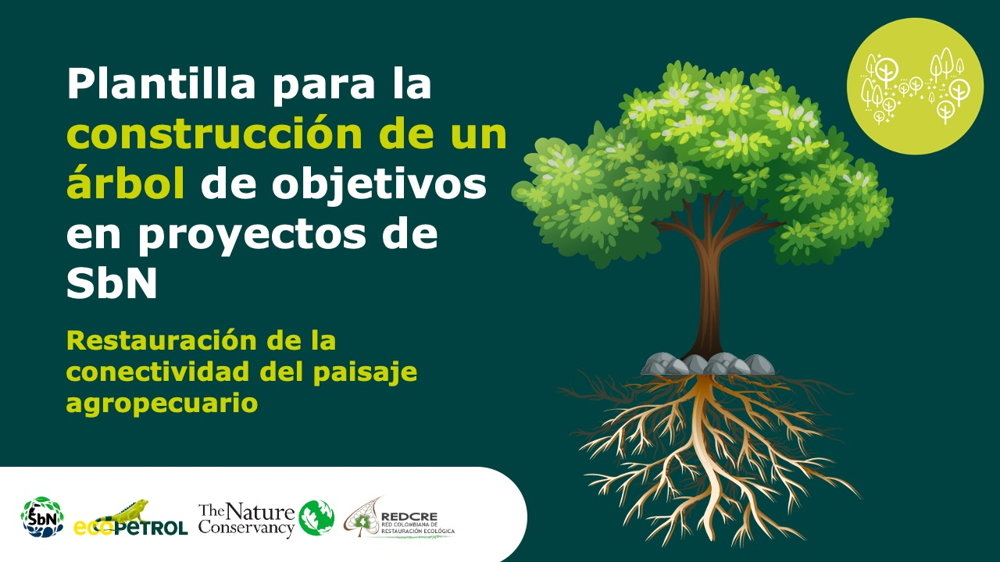 Plantilla para la
construcción de un
árbol de objetivos
en proyectos de
SbN
Restauración de la
conectividad del paisaje
agropecuario
SbN
ecoPETROL
The Nature
Conservancy
REDCRE
RED COLOMBIANA DE
RESTAURACIÓN ECOLÓGICA